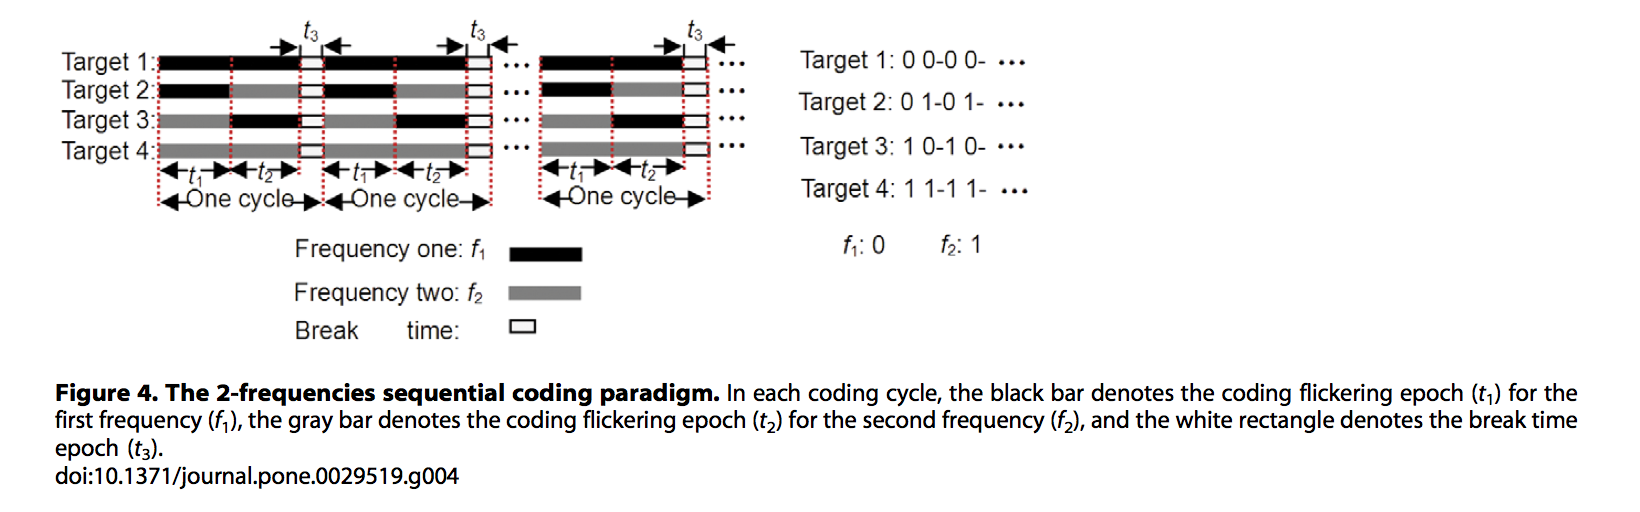 t3 t3 t3
Target 1: ... ...
Target 2: ... ...
Target 3: ... ...
Target 4: ... ...
t1 t2 t1 t2 t1 t2
One cycle One cycle One cycle
Target 1: 0 0-0 0- ...
Target 2: 0 1-0 1- ...
Target 3: 1 0-1 0- ...
Target 4: 1 1-1 1- ...
f1: 0 f2: 1
Frequency one: f1
Frequency two: f2
Break time:
Figure 4. The 2-frequencies sequential coding paradigm. In each coding cycle, the black bar denotes the coding flickering epoch (t1) for the
first frequency (f1), the gray bar denotes the coding flickering epoch (t2) for the second frequency (f2), and the white rectangle denotes the break time
epoch (t3).
doi:10.1371/journal.pone.0029519.g004